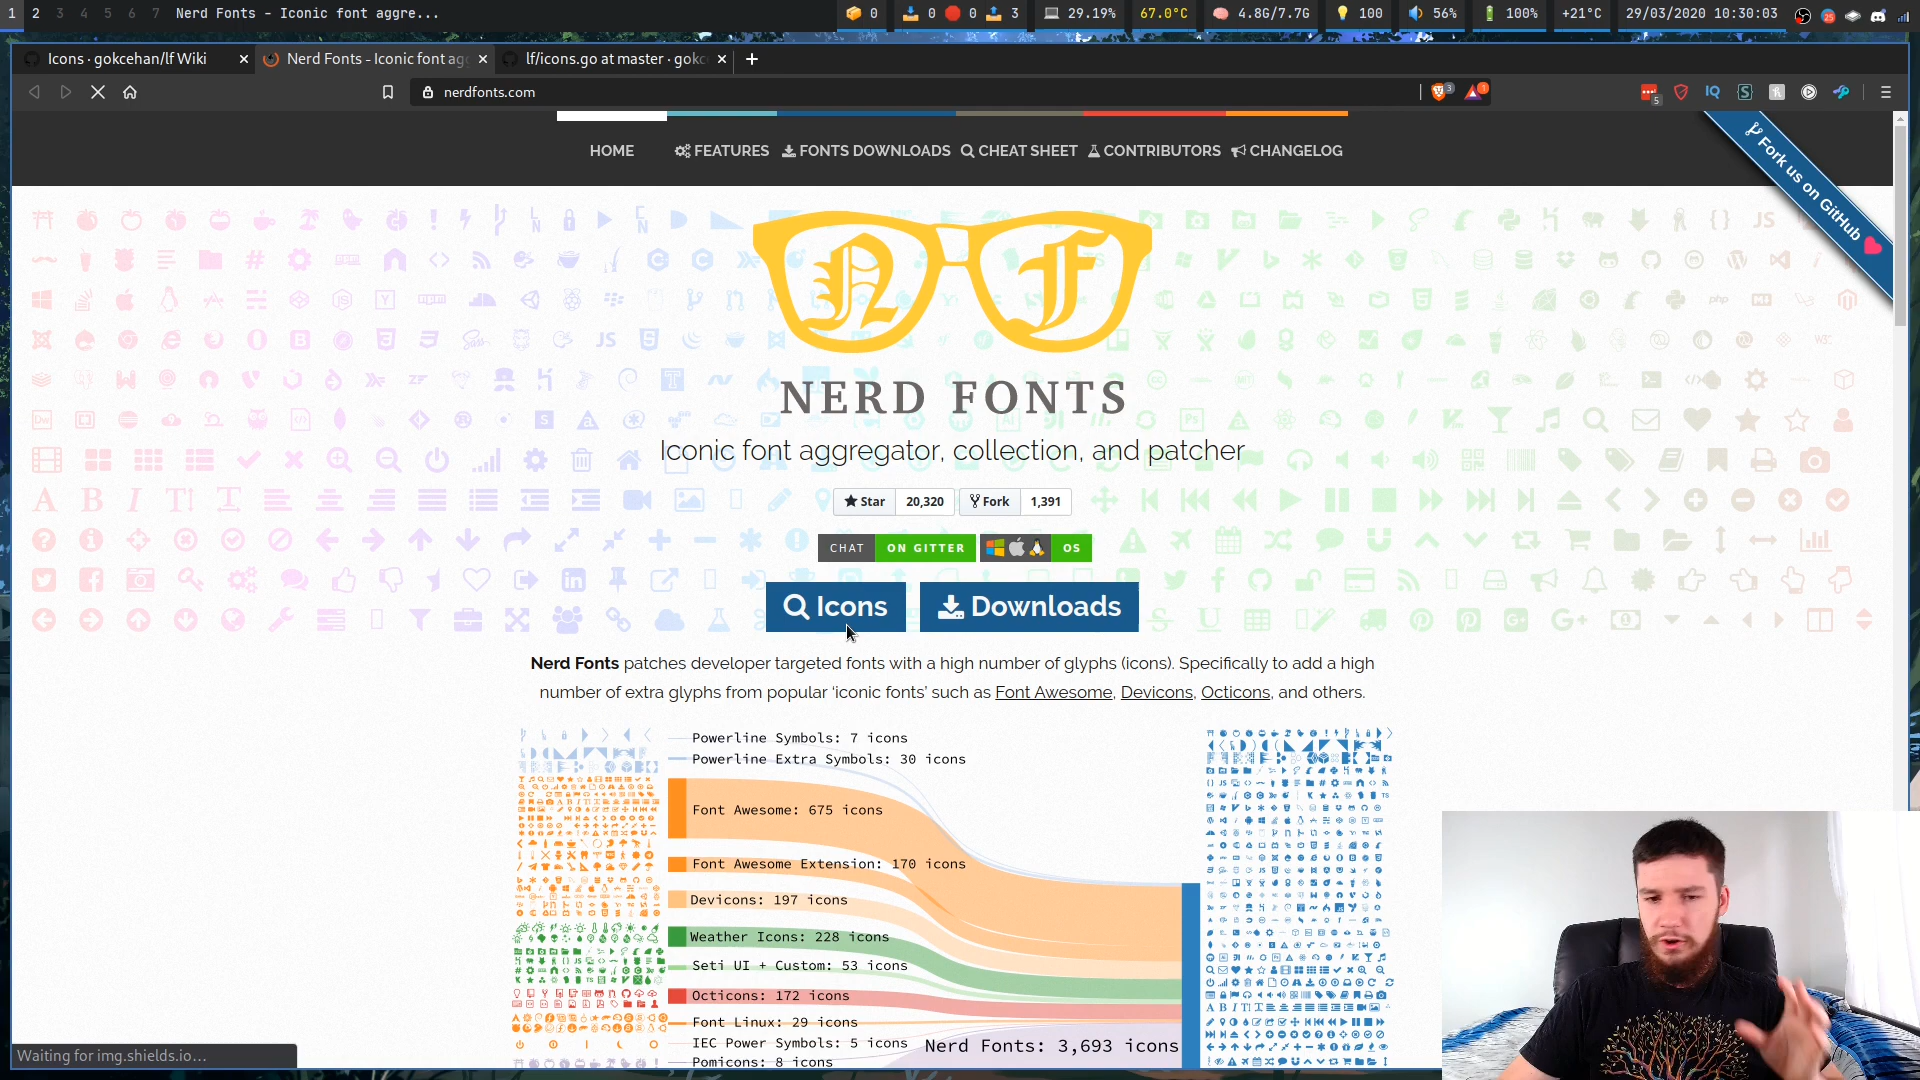 1 2 3 4 5 6 7 Nerd Fonts - Iconic font aggre... 0 0 0 3 29.19% 67.0°C 4.8G/7.7G 100 56% 100% +21°C 29/03/2020 10:30:03
Icons · gokcehan/lf Wiki Nerd Fonts - Iconic font agg lf/icons.go at master · gokc
nerdfonts.com
HOME FEATURES FONTS DOWNLOADS CHEAT SHEET CONTRIBUTORS CHANGELOG
Fork us on GitHub
NF
NERD FONTS
Iconic font aggregator, collection, and patcher
Star 20,320 Fork 1,391
CHAT ON GITTER OS
Icons Downloads
Nerd Fonts patches developer targeted fonts with a high number of glyphs (icons). Specifically to add a high
number of extra glyphs from popular ‘iconic fonts’ such as Font Awesome, Devicons, Octicons, and others.
Powerline Symbols: 7 icons
Powerline Extra Symbols: 30 icons
Font Awesome: 675 icons
Font Awesome Extension: 170 icons
Devicons: 197 icons
Weather Icons: 228 icons
Seti UI + Custom: 53 icons
Octicons: 172 icons
Font Linux: 29 icons
IEC Power Symbols: 5 icons
Nerd Fonts: 3,693 icons
Pomicons: 8 icons
Waiting for img.shields.io...